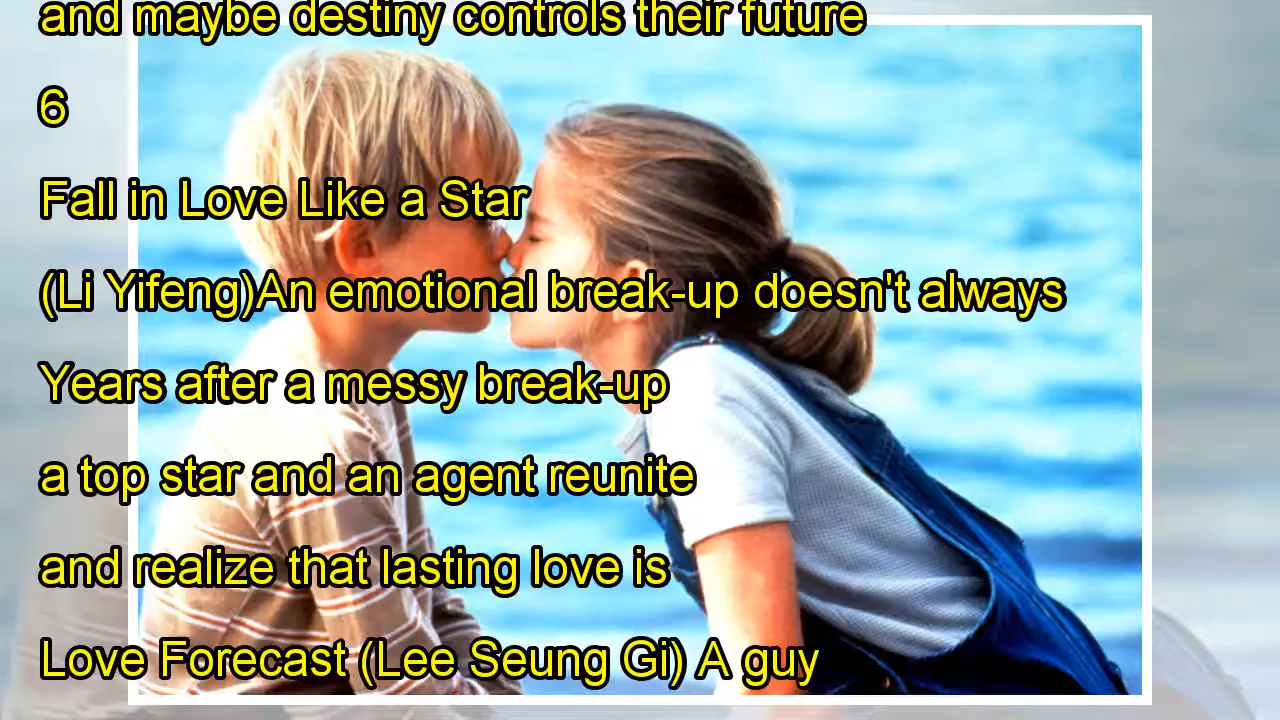 and maybe destiny controls their future
6
Fall in Love Like a Star
(Li Yifeng)An emotional break-up doesn't always
Years after a messy break-up
a top star and an agent reunite
and realize that lasting love is
Love Forecast (Lee Seung Gi) A guy